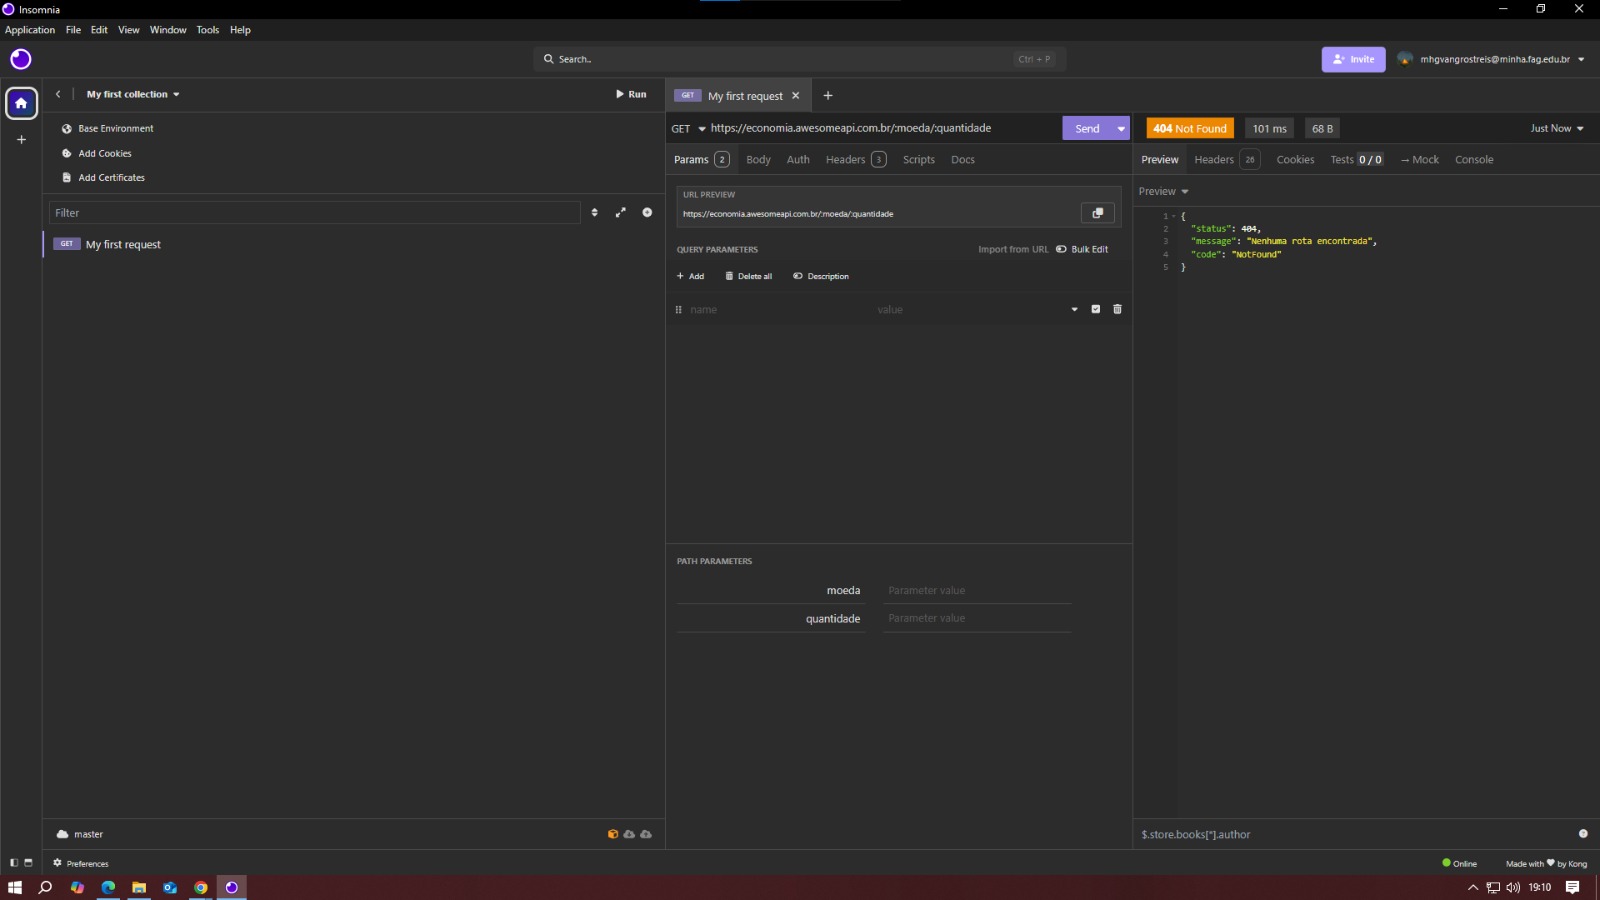 Insomnia
Application File Edit View Window Tools Help
Search.. Ctrl + P Invite mhgvangrostreis@minha.fag.edu.br
My first collection Run
GET My first request
Base Environment
Add Cookies
Add Certificates
Filter
GET My first request
GET https://economia.awesomeapi.com.br/:moeda/:quantidade Send
Params 2 Body Auth Headers 3 Scripts Docs
URL PREVIEW
https://economia.awesomeapi.com.br/:moeda/:quantidade
QUERY PARAMETERS Import from URL Bulk Edit
Add Delete all Description
name value
PATH PARAMETERS
moeda Parameter value
quantidade Parameter value
404 Not Found 101 ms 68 B Just Now
Preview Headers 26 Cookies Tests 0 / 0 → Mock Console
Preview
1 {
2 "status": 404,
3 "message": "Nenhuma rota encontrada",
4 "code": "NotFound"
5 }
master
$.store.books[*].author
Preferences Online Made with ♥ by Kong
19:10